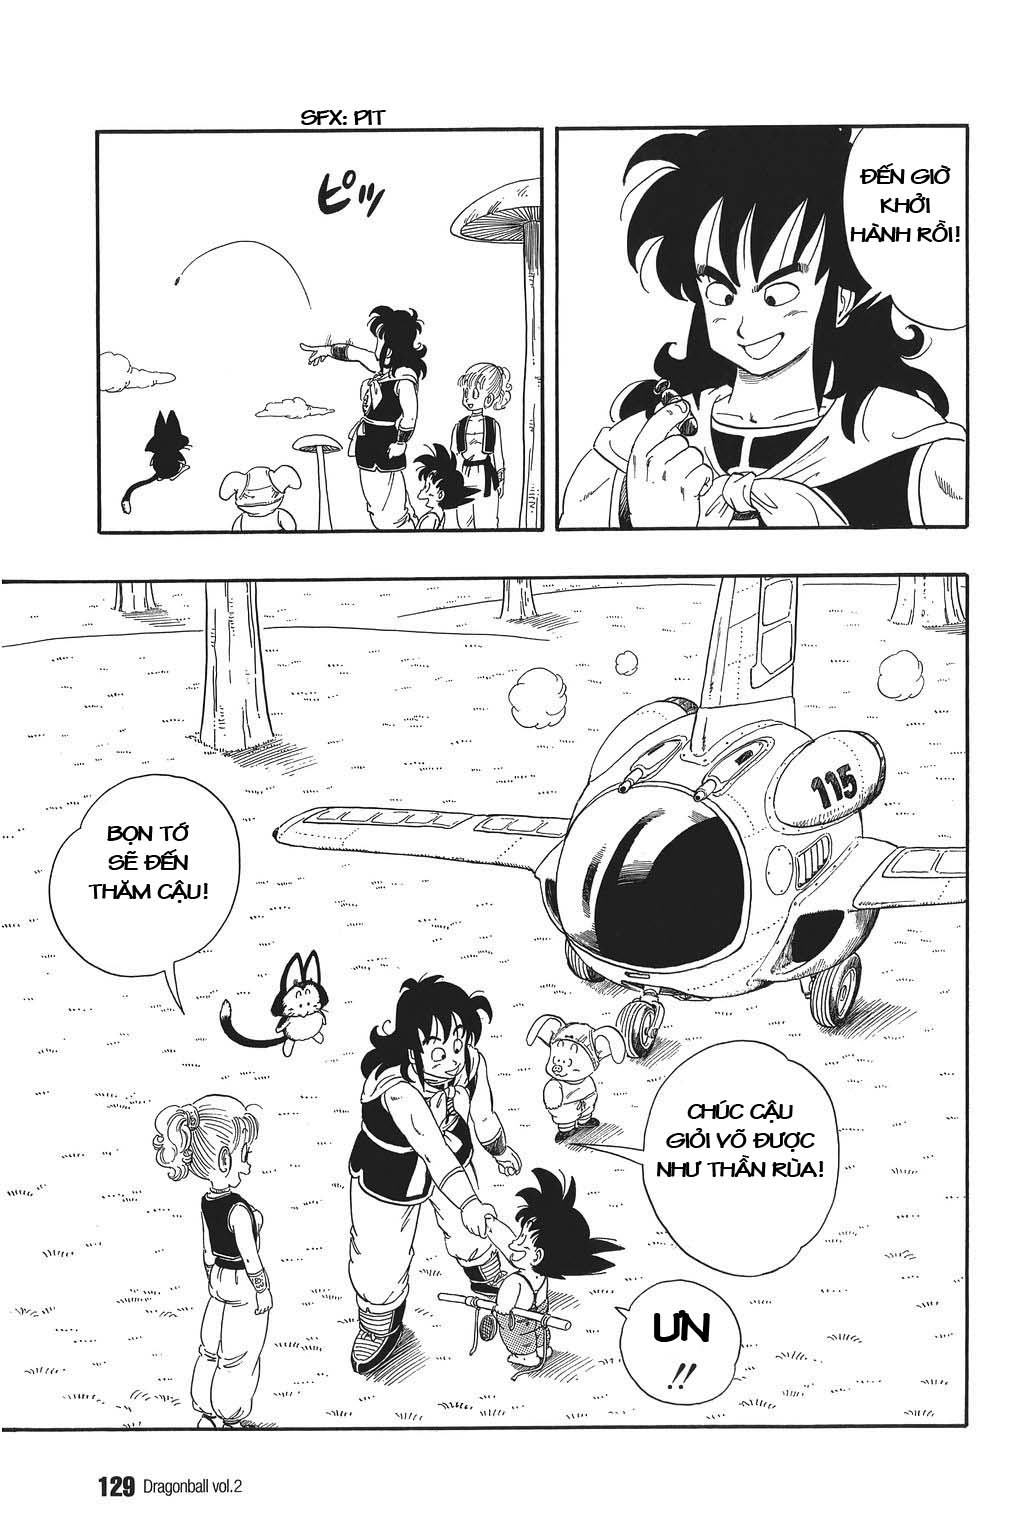 ĐẾN GIỜ
KHỞI
HÀNH RỒI!
SFX: PIT
ピッ
115
BỌN TỚ
SẼ ĐẾN
THĂM CẬU!
CHÚC CẬU
GIỎI VÕ ĐƯỢC
NHƯ THẦN RÙA!
ƯN
!!
129 Dragonball vol.2